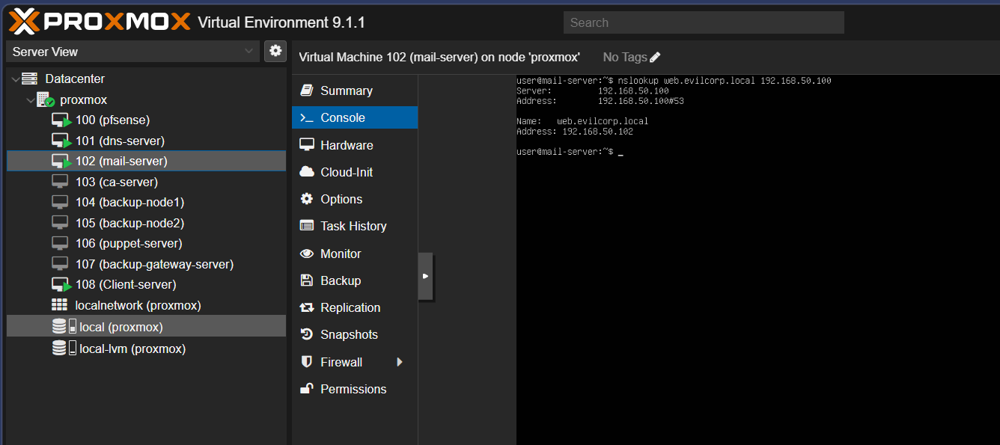 PROXMOX Virtual Environment 9.1.1
Search
Server View
Datacenter
proxmox
100 (pfsense)
101 (dns-server)
102 (mail-server)
103 (ca-server)
104 (backup-node1)
105 (backup-node2)
106 (puppet-server)
107 (backup-gateway-server)
108 (Client-server)
localnetwork (proxmox)
local (proxmox)
local-lvm (proxmox)
Virtual Machine 102 (mail-server) on node 'proxmox'
No Tags
Summary
Console
Hardware
Cloud-Init
Options
Task History
Monitor
Backup
Replication
Snapshots
Firewall
Permissions
user@mail-server:~$ nslookup web.evilcorp.local 192.168.50.100
Server: 192.168.50.100
Address: 192.168.50.100#53
Name: web.evilcorp.local
Address: 192.168.50.102
user@mail-server:~$ _